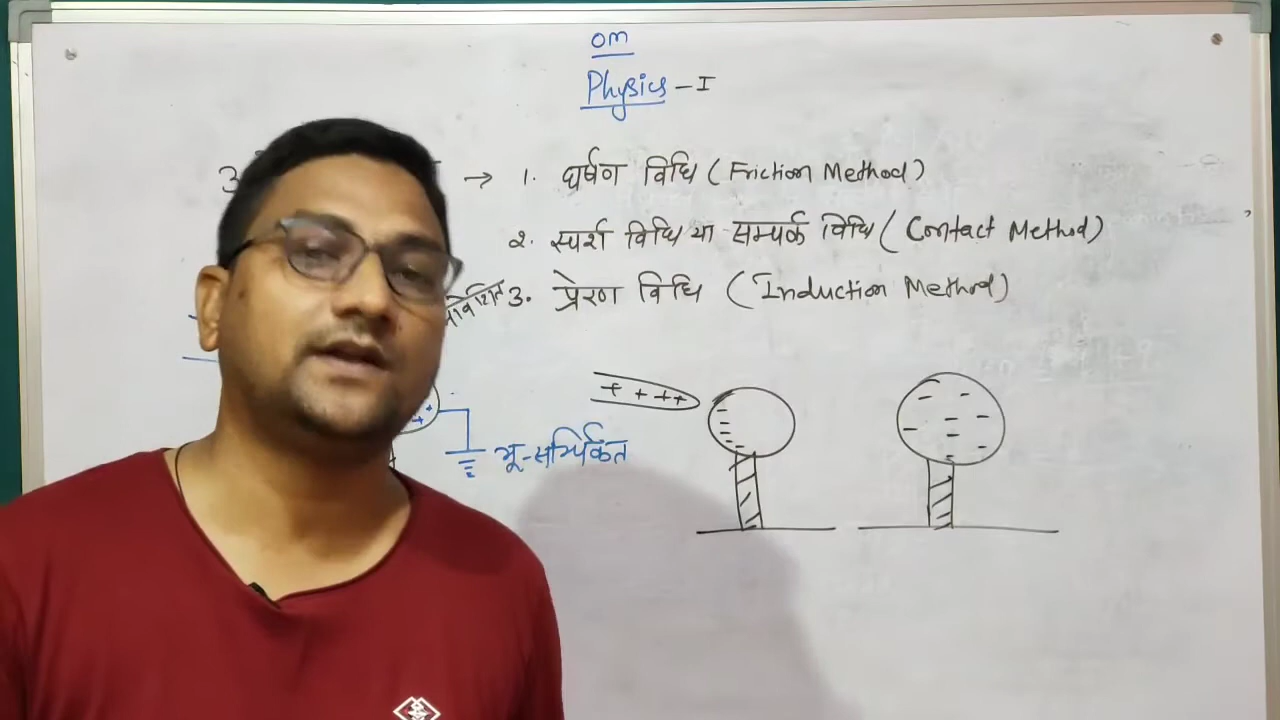 om
Physics - I
→ 1. घर्षण विधि ( Friction Method )
2. स्पर्श विधि या सम्पर्क विधि ( Contact Method )
3. प्रेरण विधि ( Induction Method )
+ + ++
भू-सम्पर्कित